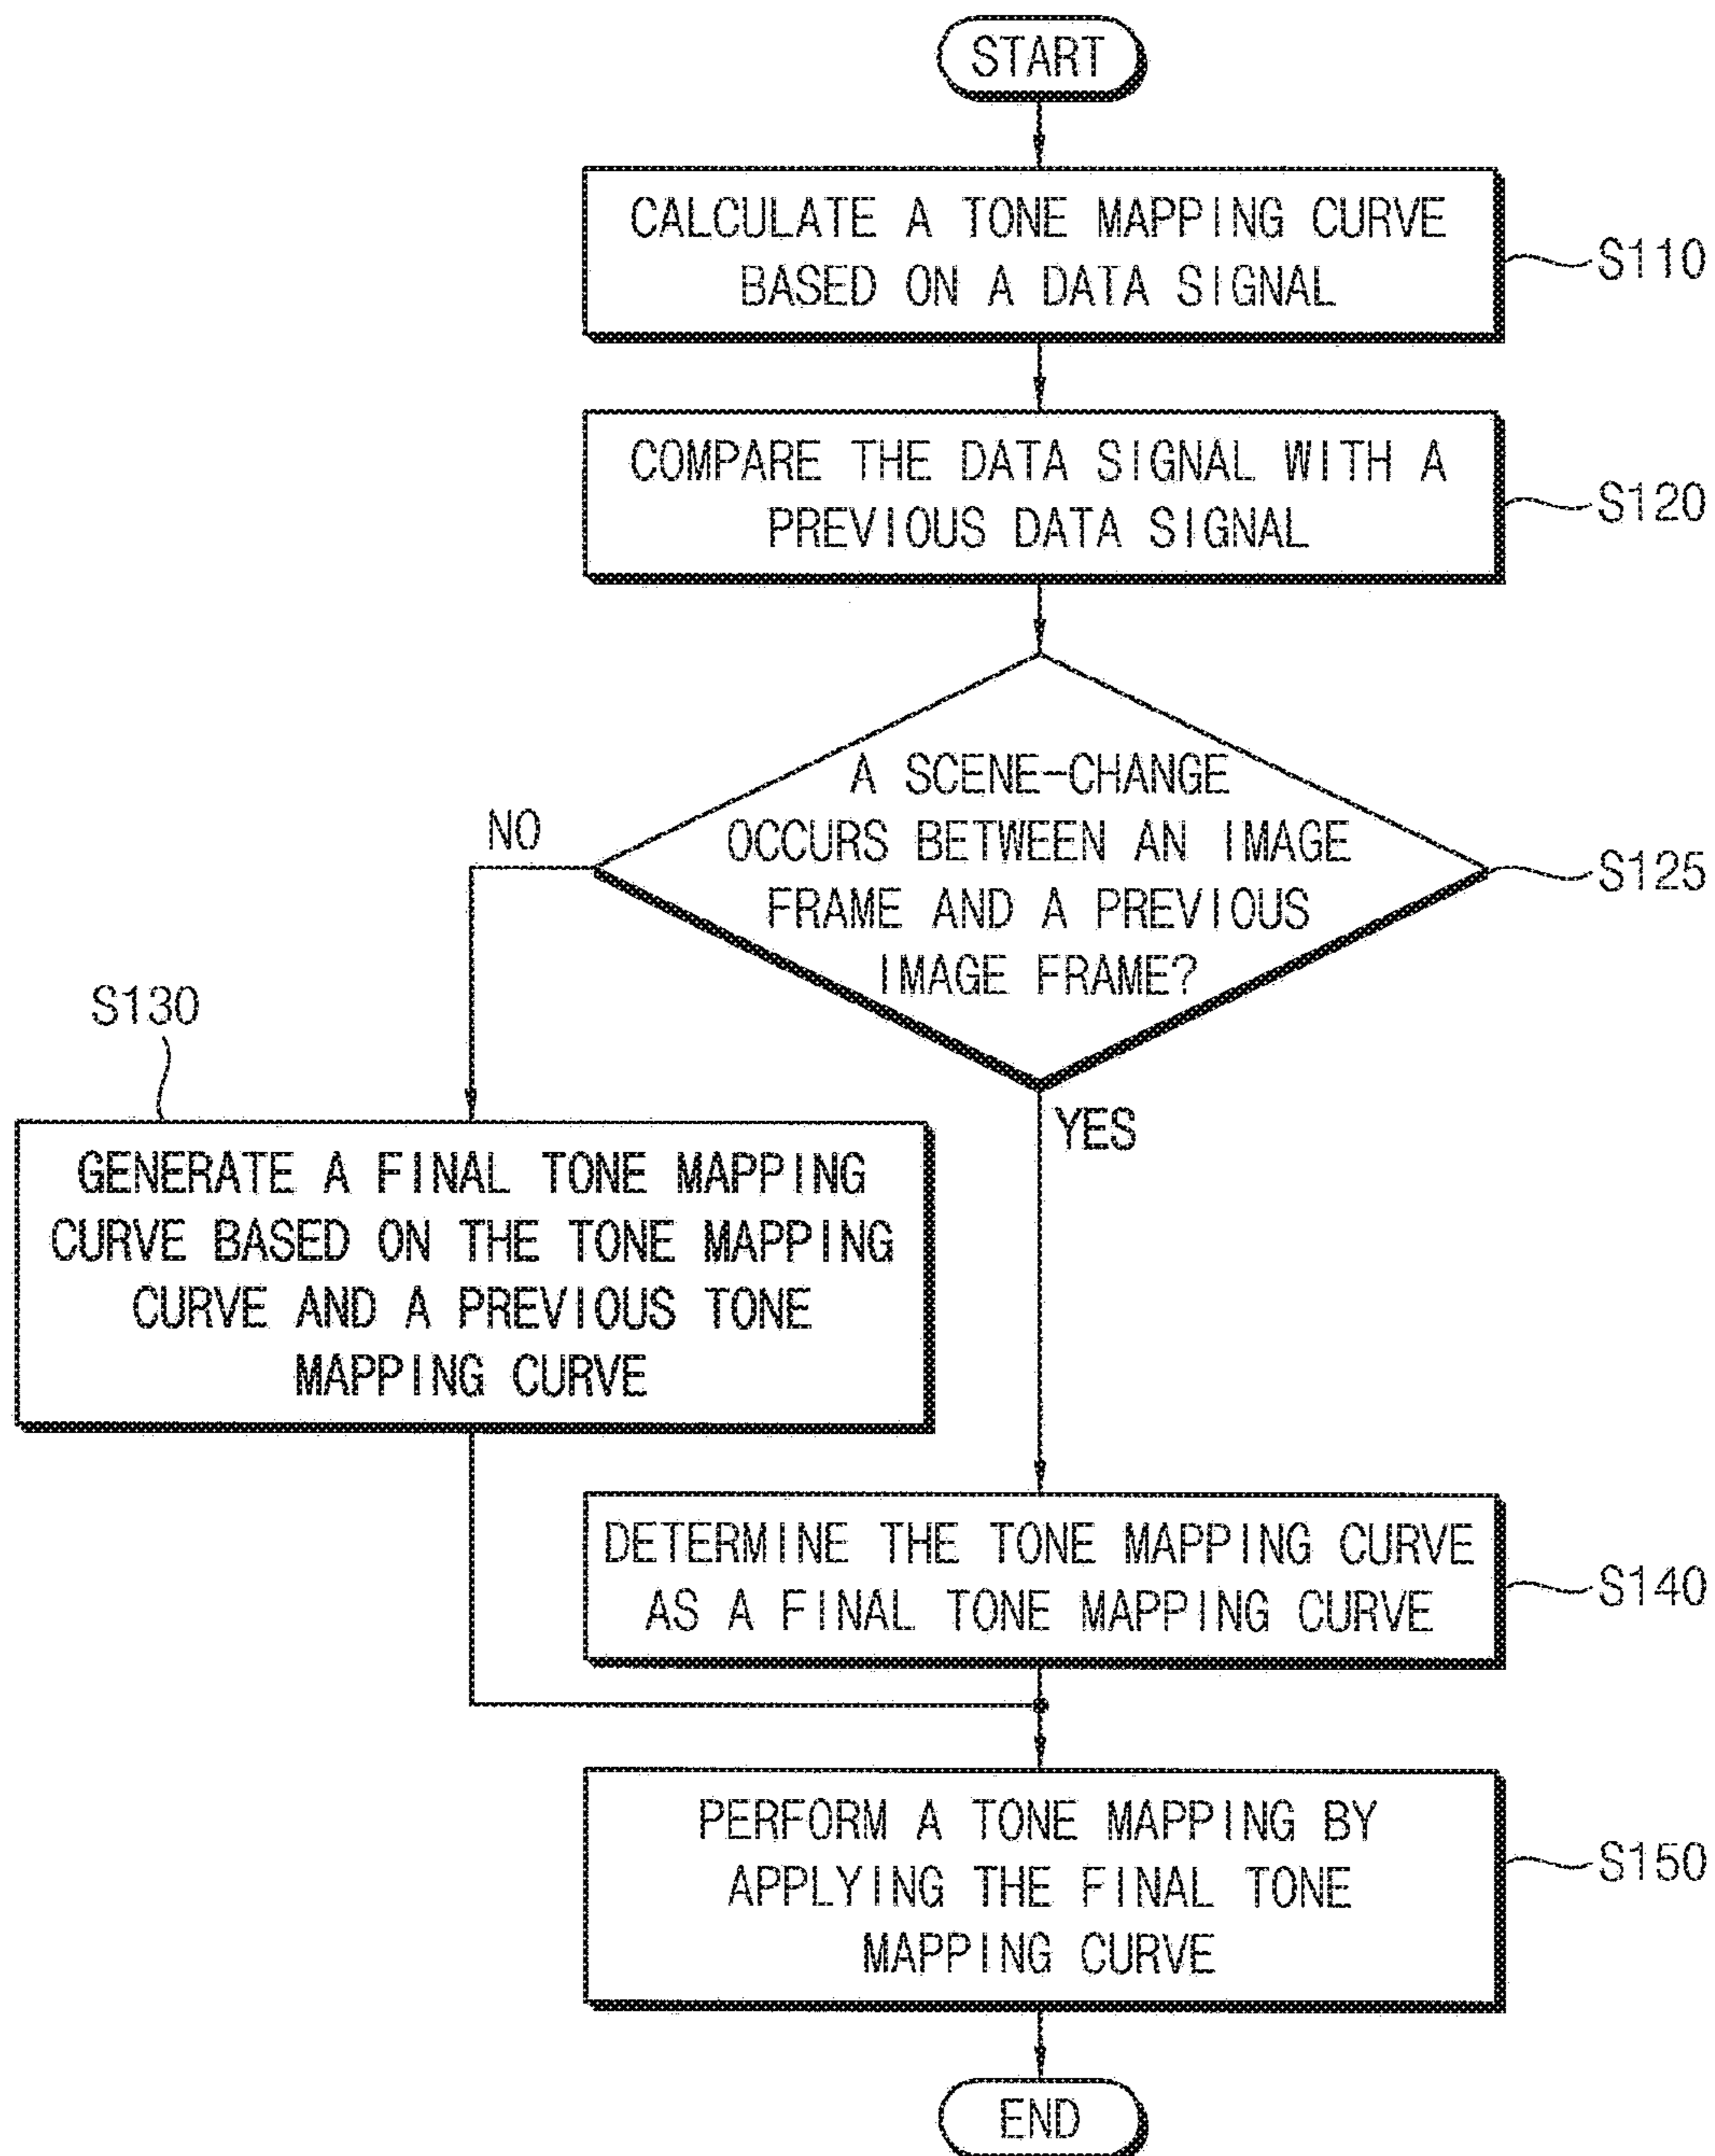 START
CALCULATE A TONE MAPPING CURVE
BASED ON A DATA SIGNAL
S110
COMPARE THE DATA SIGNAL WITH A
PREVIOUS DATA SIGNAL
S120
A SCENE-CHANGE
OCCURS BETWEEN AN IMAGE
FRAME AND A PREVIOUS
IMAGE FRAME?
S125
NO
YES
S130
GENERATE A FINAL TONE MAPPING
CURVE BASED ON THE TONE MAPPING
CURVE AND A PREVIOUS TONE
MAPPING CURVE
DETERMINE THE TONE MAPPING CURVE
AS A FINAL TONE MAPPING CURVE
S140
PERFORM A TONE MAPPING BY
APPLYING THE FINAL TONE
MAPPING CURVE
S150
END